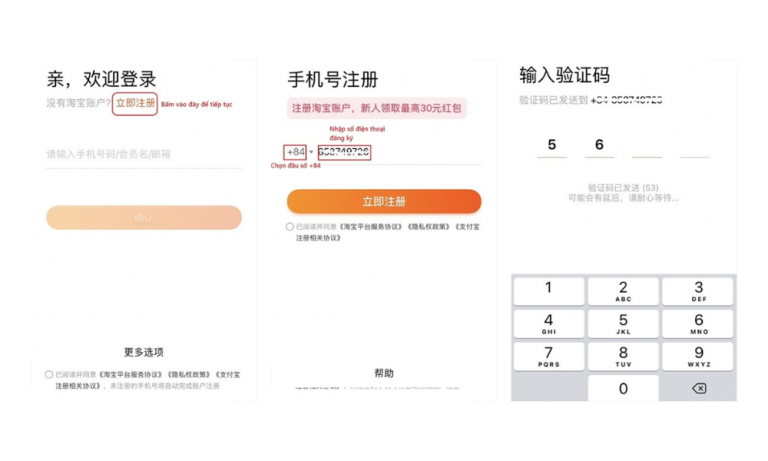 亲，欢迎登录
没有淘宝账户? 立即注册 Bấm vào đây để tiếp tục
请输入手机号码/会员名/邮箱
确认
更多选项
已阅读并同意《淘宝平台服务协议》《隐私权政策》《支付宝
注册相关协议》，未注册的手机号将自动完成账户注册
手机号注册
注册淘宝账户，新人领取最高30元红包
Nhập số điện thoại
đăng ký
+84
Chọn đầu số +84
立即注册
已阅读并同意《淘宝平台服务协议》《隐私权政策》《支付宝
注册相关协议》
帮助
输入验证码
验证码已发送到
5 6
验证码已发送 (53)
可能会有延后，请耐心等待...
1 2 3
ABC DEF
4 5 6
GHI JKL MNO
7 8 9
PQRS TUV WXYZ
0